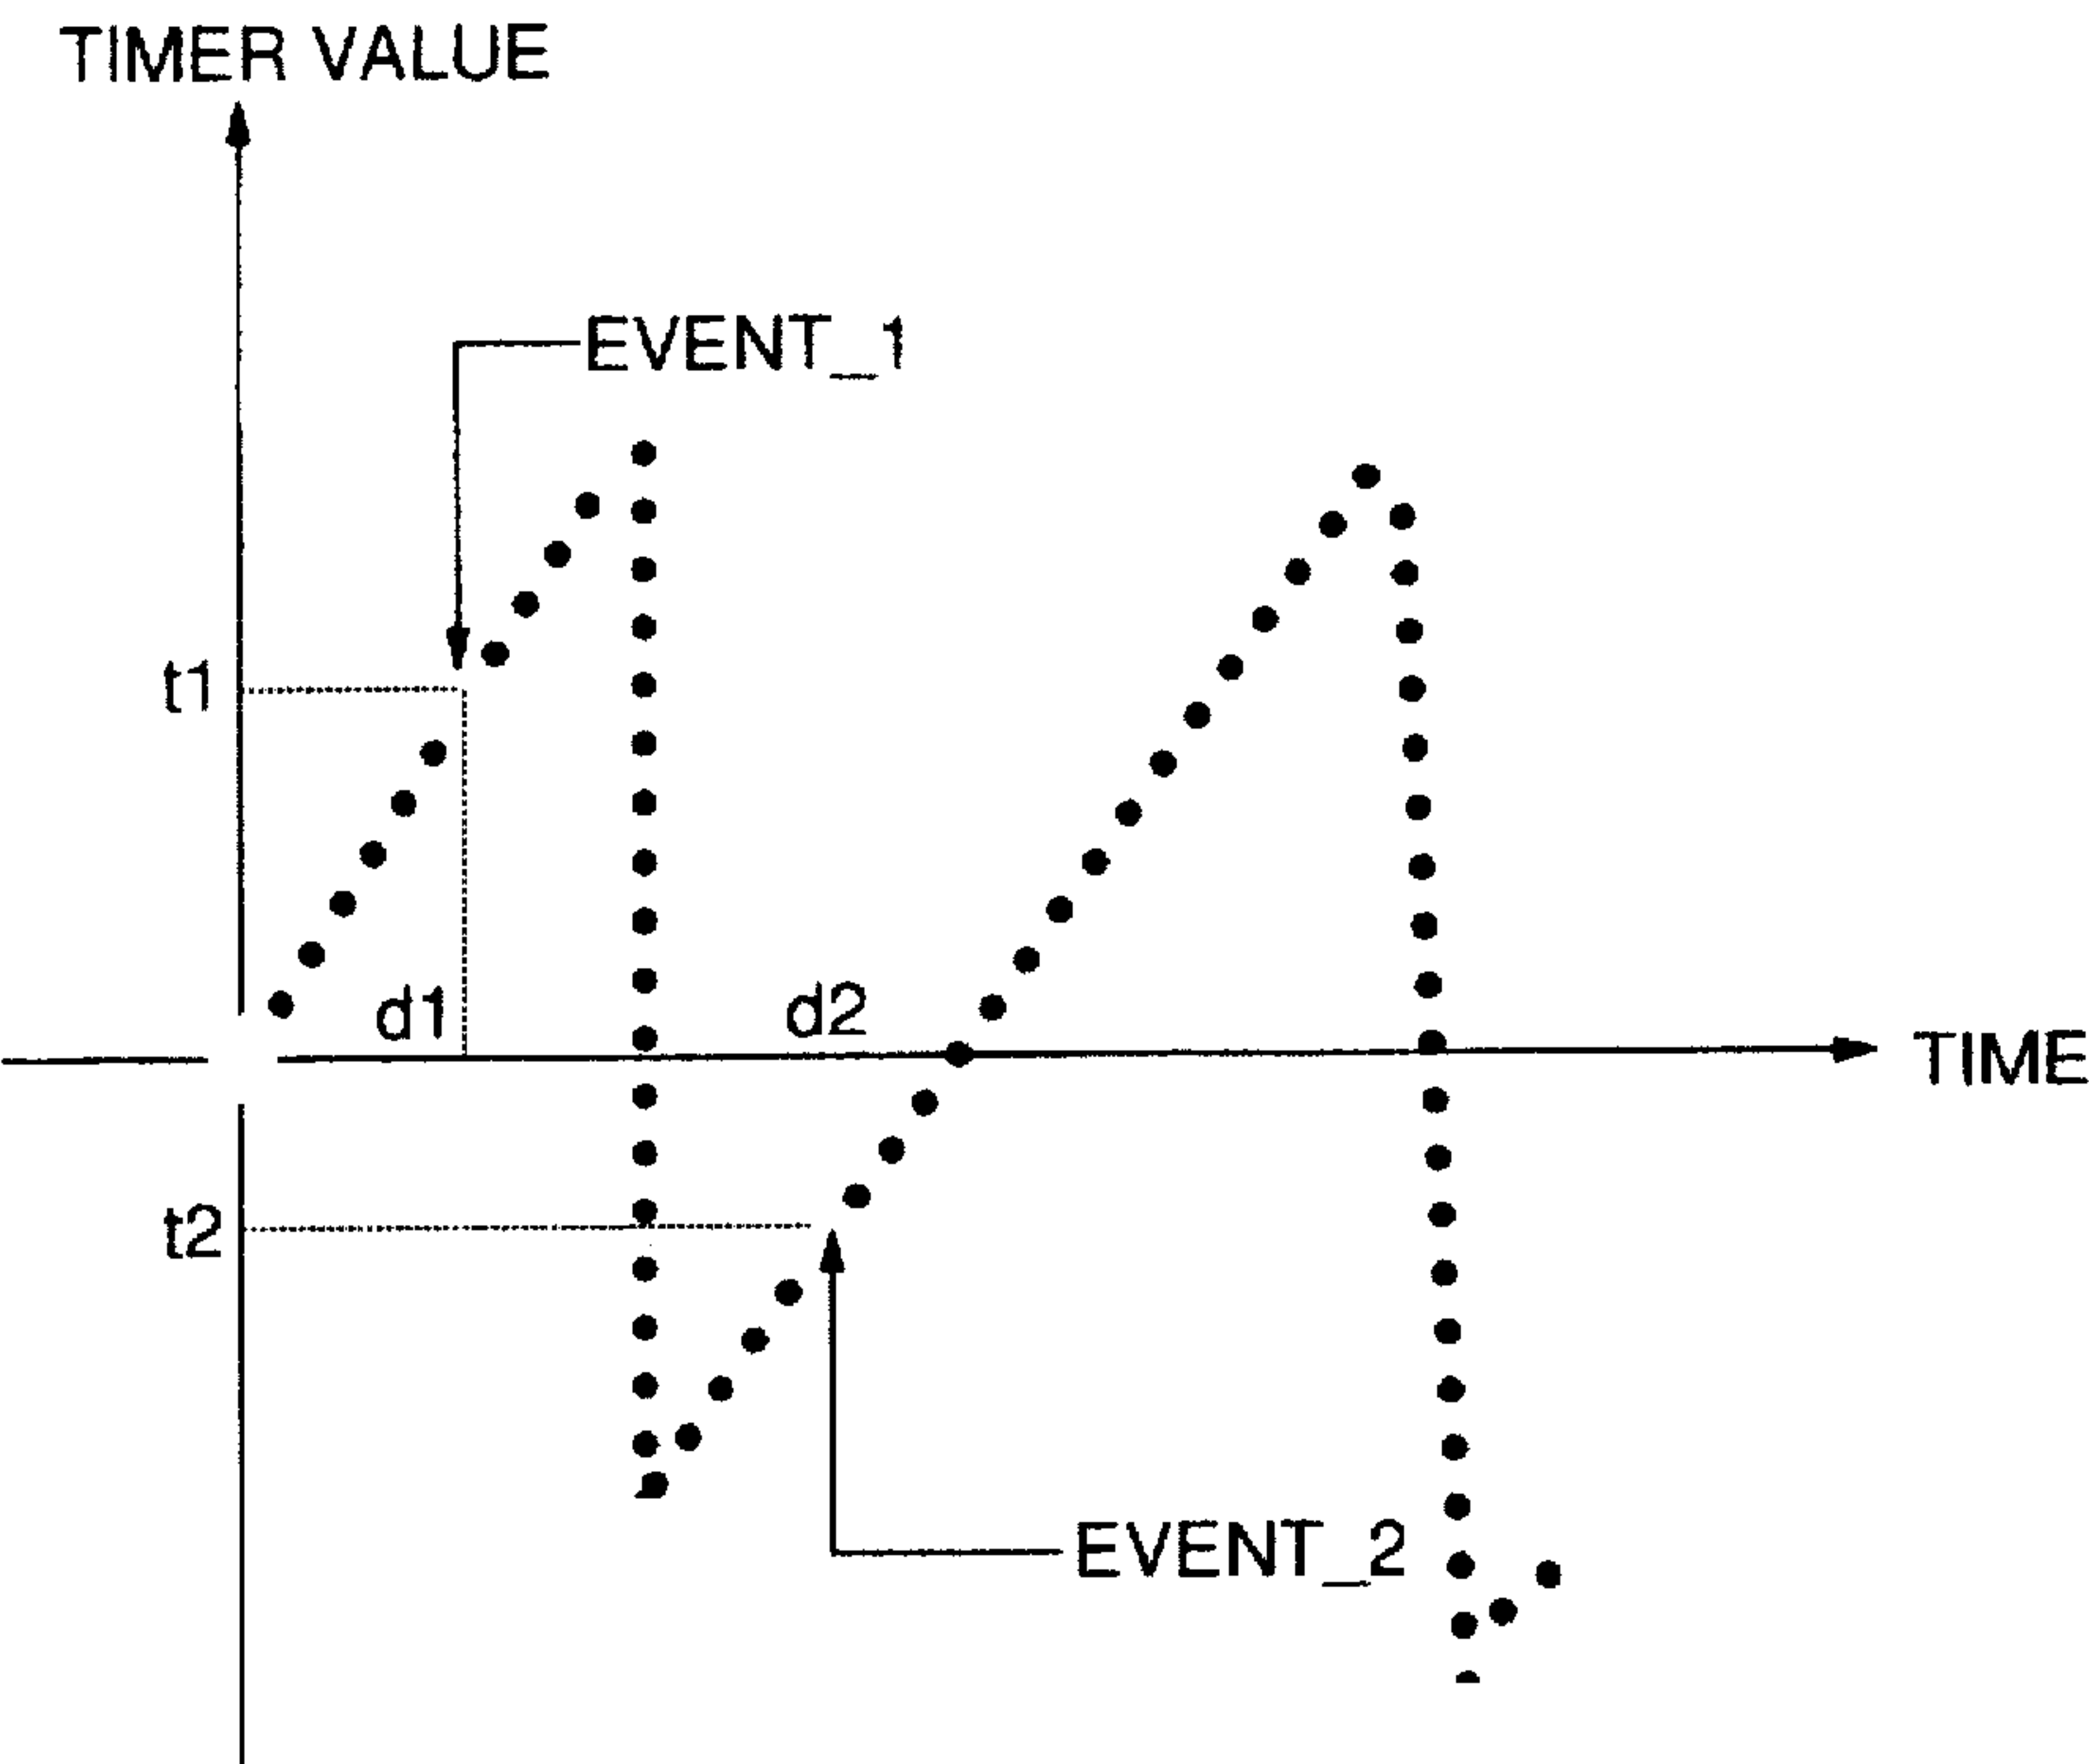 TIMER VALUE
EVENT_1
t1
d1
d2
TIME
t2
EVENT_2